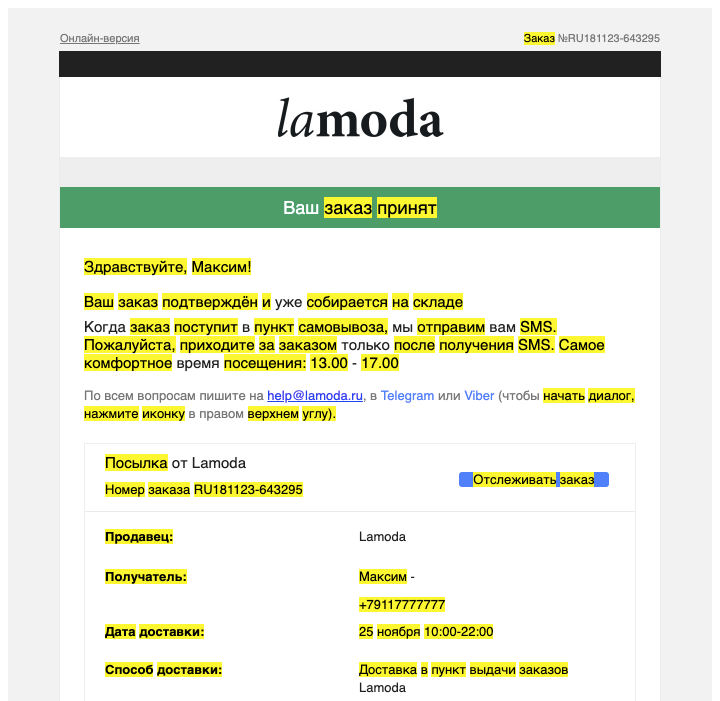 Онлайн-версия
Заказ №RU181123-643295
lamoda
Ваш заказ принят
Здравствуйте, Максим!
Ваш заказ подтверждён и уже собирается на складе
Когда заказ поступит в пункт самовывоза, мы отправим вам SMS.
Пожалуйста, приходите за заказом только после получения SMS. Самое
комфортное время посещения: 13.00 - 17.00
По всем вопросам пишите на help@lamoda.ru, в Telegram или Viber (чтобы начать диалог,
нажмите иконку в правом верхнем углу).
Посылка от Lamoda
Номер заказа RU181123-643295
Отслеживать заказ
Продавец: Lamoda
Получатель: Максим -
+79117777777
Дата доставки: 25 ноября 10:00-22:00
Способ доставки: Доставка в пункт выдачи заказов
Lamoda